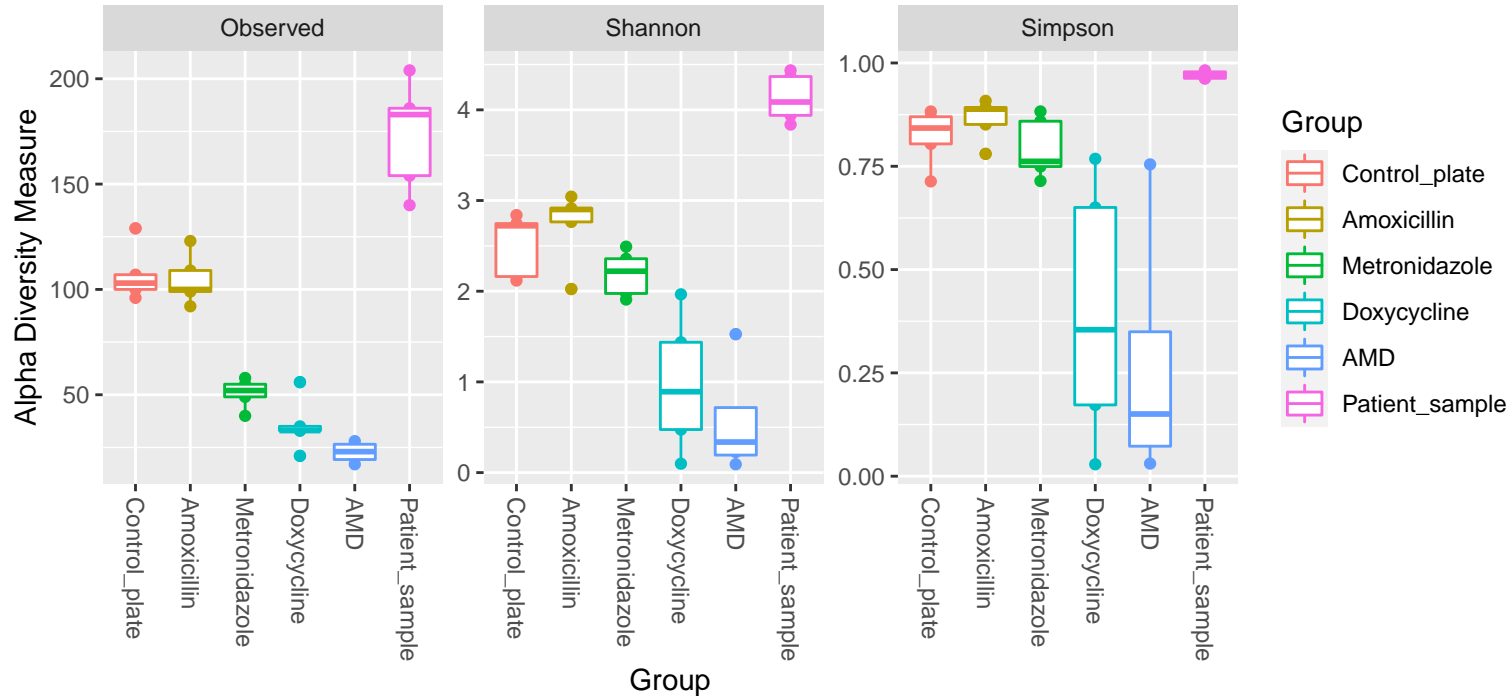 Observed
Shannon
Simpson
Alpha Diversity Measure
200
150
100
50
4
3
2
1
0
1.00
0.75
0.50
0.25
0.00
Control_plate
Amoxicillin
Metronidazole
Doxycycline
AMD
Patient_sample
Control_plate
Amoxicillin
Metronidazole
Doxycycline
AMD
Patient_sample
Control_plate
Amoxicillin
Metronidazole
Doxycycline
AMD
Patient_sample
Group
Group
Control_plate
Amoxicillin
Metronidazole
Doxycycline
AMD
Patient_sample